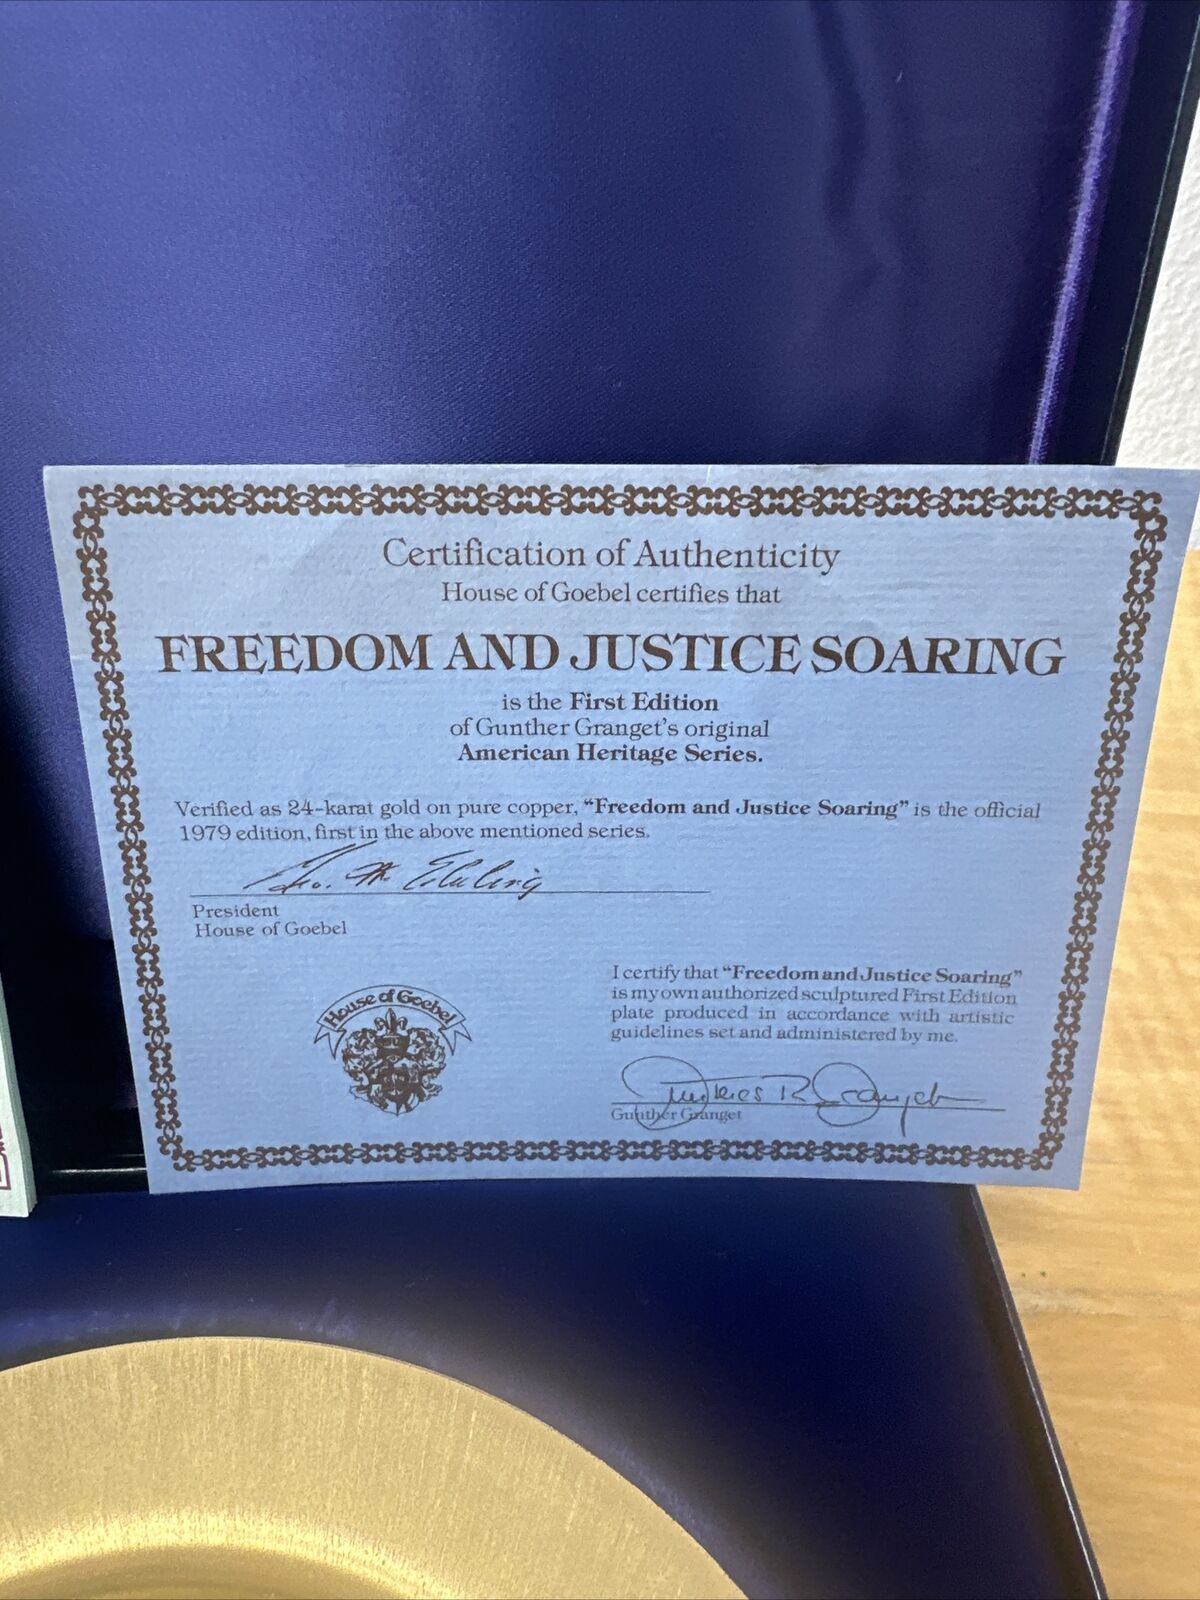 Certification of Authenticity
House of Goebel certifies that
FREEDOM AND JUSTICE SOARING
is the First Edition
of Gunther Granget's original
American Heritage Series.
Verified as 24-karat gold on pure copper, "Freedom and Justice Soaring" is the official
1979 edition, first in the above mentioned series.
President
House of Goebel
House of Goebel
I certify that "Freedom and Justice Soaring"
is my own authorized sculptured First Edition
plate produced in accordance with artistic
guidelines set and administered by me.
Gunther Granget